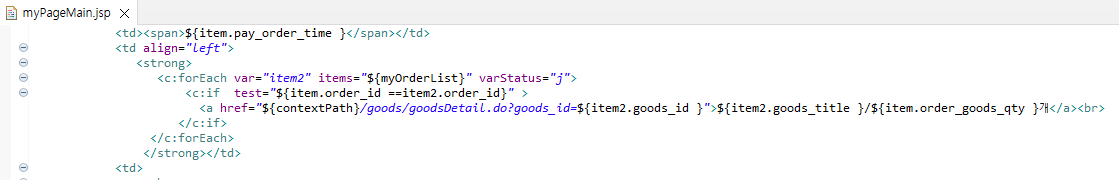 myPageMain.jsp
<td><span>${item.pay_order_time }</span></td>
<td align="left">
<strong>
<c:forEach var="item2" items="${myOrderList}" varStatus="j">
<c:if  test="${item.order_id ==item2.order_id}" >
<a href="${contextPath}/goods/goodsDetail.do?goods_id=${item2.goods_id }">${item2.goods_title }/${item.order_goods_qty }개</a><br>
</c:if>
</c:forEach>
</strong></td>
<td>